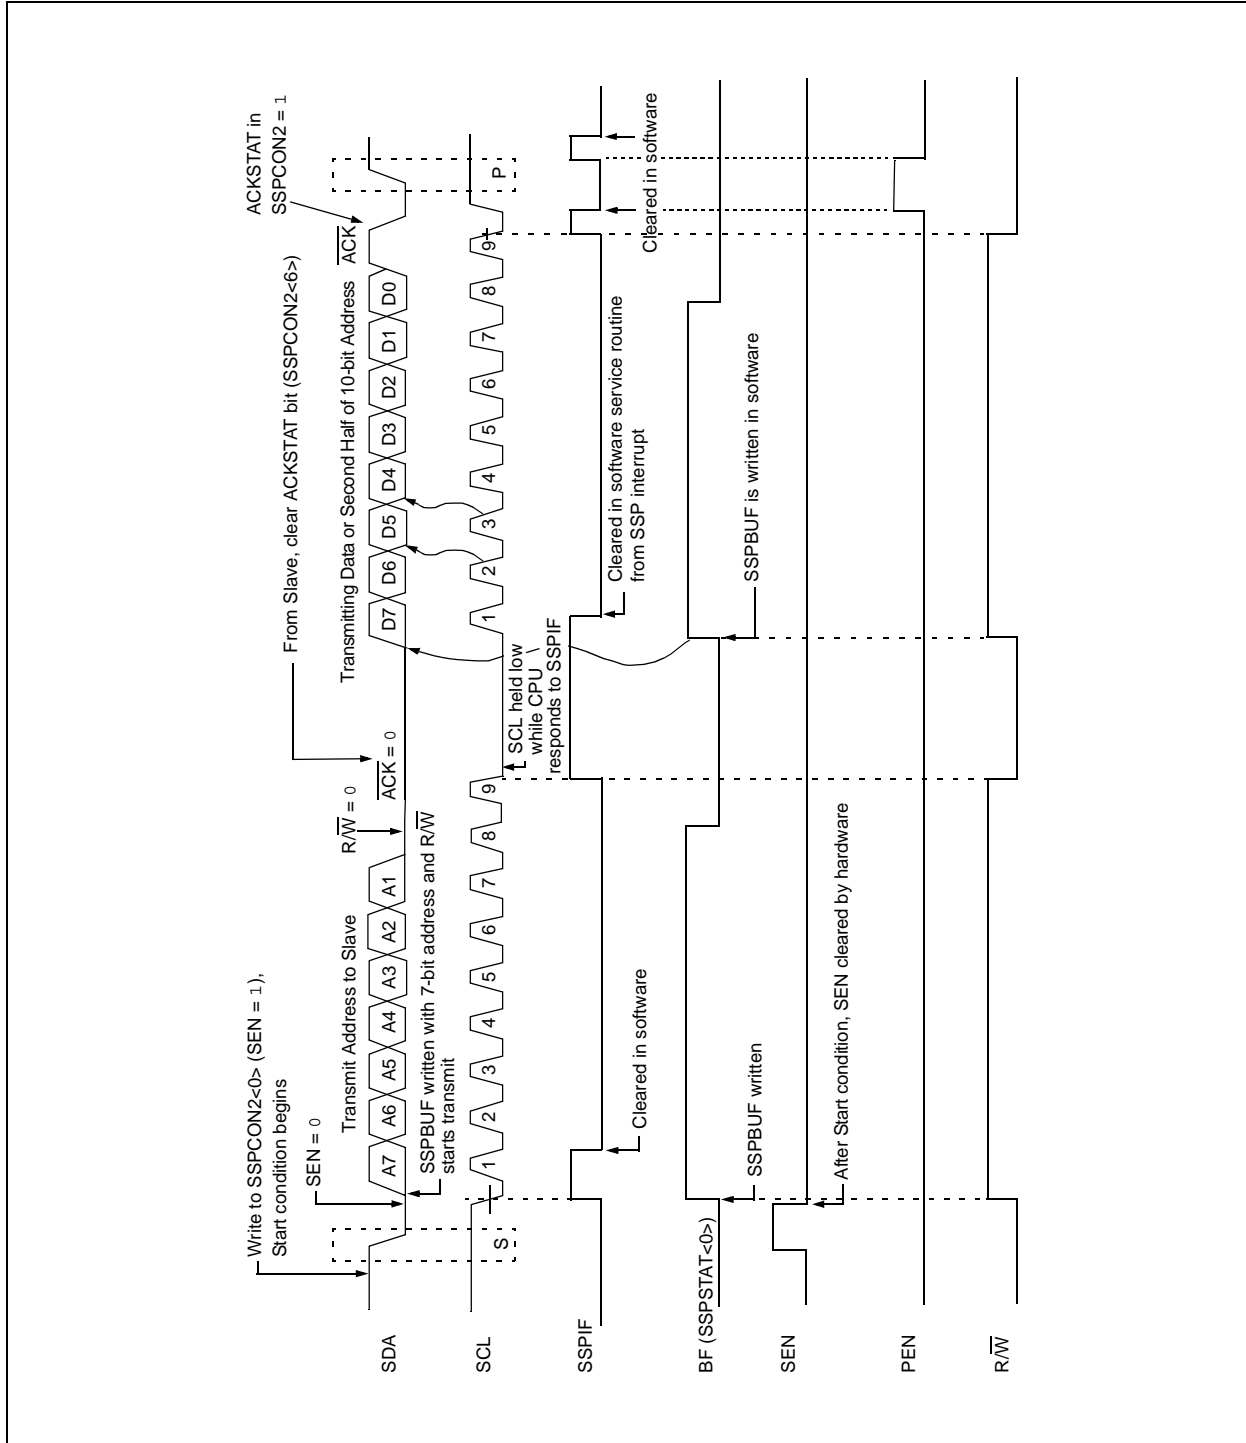 Write to SSPCON2<0> (SEN = 1),
Start condition begins
From Slave, clear ACKSTAT bit (SSPCON2<6>)
ACKSTAT in
SSPCON2 = 1
SEN = 0
Transmit Address to Slave
R/W̅ = 0
Transmitting Data or Second Half of 10-bit Address
A̅C̅K̅
A̅C̅K̅ = 0
SDA
A7 A6 A5 A4 A3 A2 A1
D7 D6 D5 D4 D3 D2 D1 D0
SSPBUF written with 7-bit address and R/W̅
starts transmit
SCL
S
1 2 3 4 5 6 7 8 9
1 2 3 4 5 6 7 8 9
P
SCL held low
while CPU
responds to SSPIF
SSPIF
Cleared in software
Cleared in software service routine
from SSP interrupt
Cleared in software
Cleared in software
BF (SSPSTAT<0>)
SSPBUF written
SSPBUF is written in software
SEN
After Start condition, SEN cleared by hardware
PEN
R/W̅